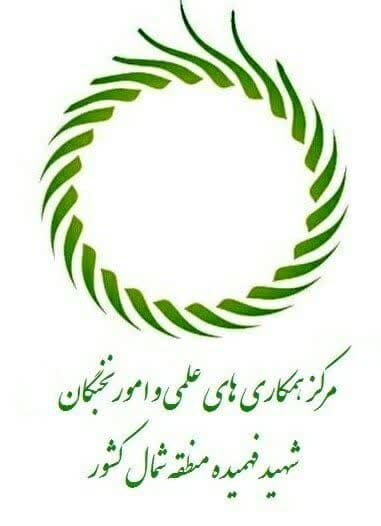 مرکز همکاری های علمی و امور نخبگان
شهید فهمیده منطقه شمال کشور